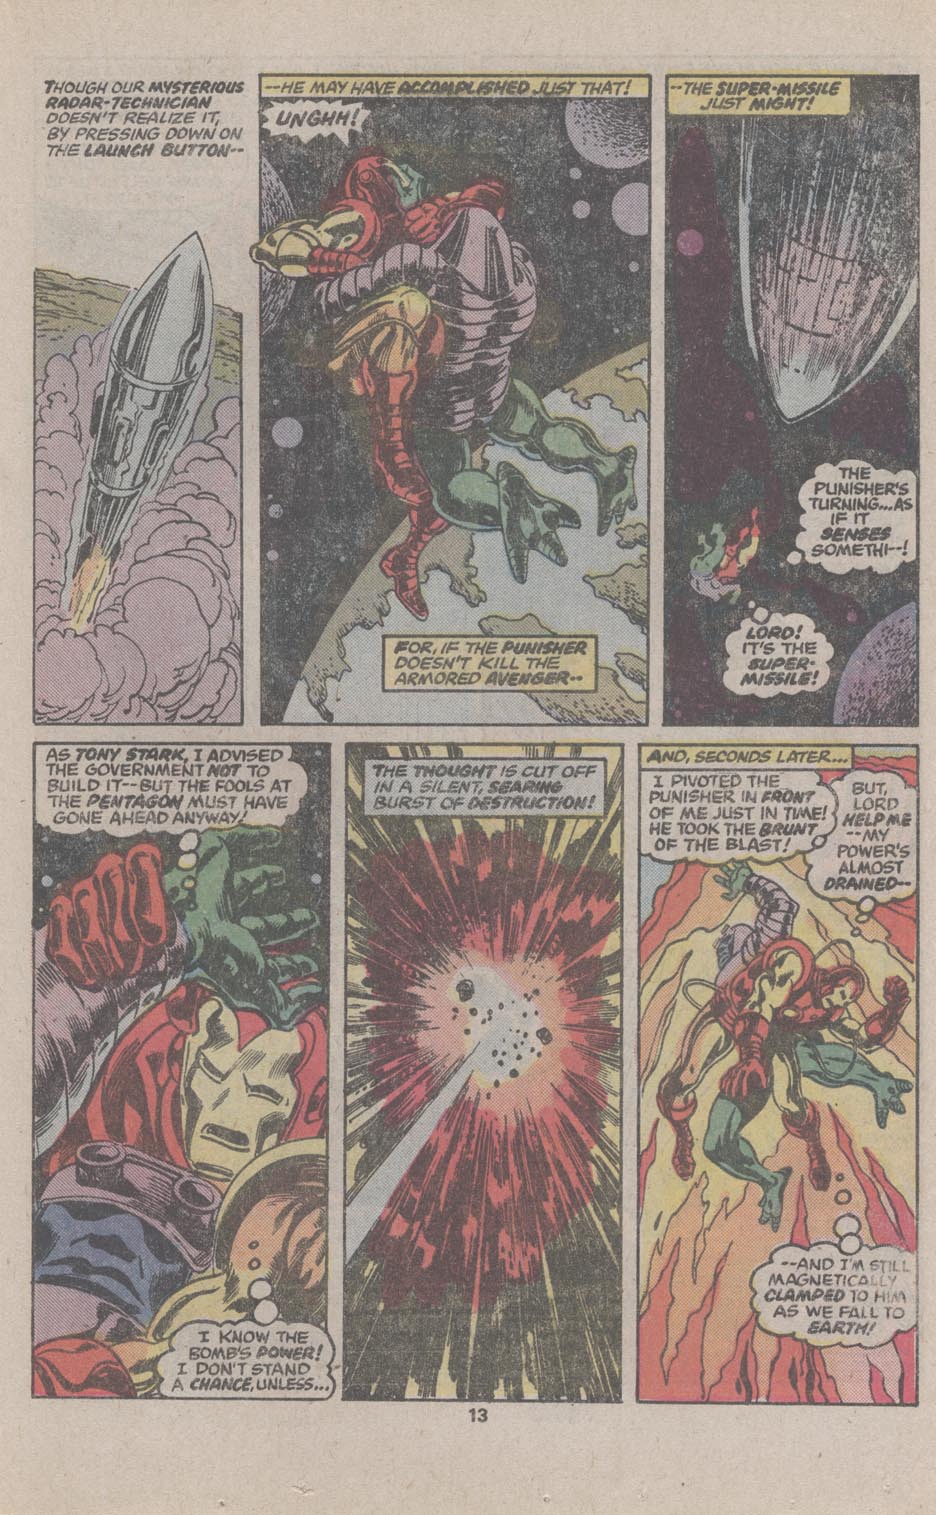 THOUGH OUR MYSTERIOUS
RADAR-TECHNICIAN
DOESN'T REALIZE IT,
BY PRESSING DOWN ON
THE LAUNCH BUTTON--
--HE MAY HAVE ACCOMPLISHED JUST THAT!
UNGHH!
FOR, IF THE PUNISHER
DOESN'T KILL THE
ARMORED AVENGER--
--THE SUPER-MISSILE
JUST MIGHT!
THE
PUNISHER'S
TURNING...AS
IF IT
SENSES
SOMETHI--!
LORD!
IT'S THE
SUPER-
MISSILE!
AS TONY STARK, I ADVISED
THE GOVERNMENT NOT TO
BUILD IT--BUT THE FOOLS AT
THE PENTAGON MUST HAVE
GONE AHEAD ANYWAY!
I KNOW THE
BOMB'S POWER!
I DON'T STAND
A CHANCE, UNLESS...
THE THOUGHT IS CUT OFF
IN A SILENT, SEARING
BURST OF DESTRUCTION!
AND, SECONDS LATER...
I PIVOTED THE
PUNISHER IN FRONT
OF ME JUST IN TIME!
HE TOOK THE BRUNT
OF THE BLAST!
BUT,
LORD
HELP ME
--MY
POWER'S
ALMOST
DRAINED--
--AND I'M STILL
MAGNETICALLY
CLAMPED TO HIM
AS WE FALL TO
EARTH!
13